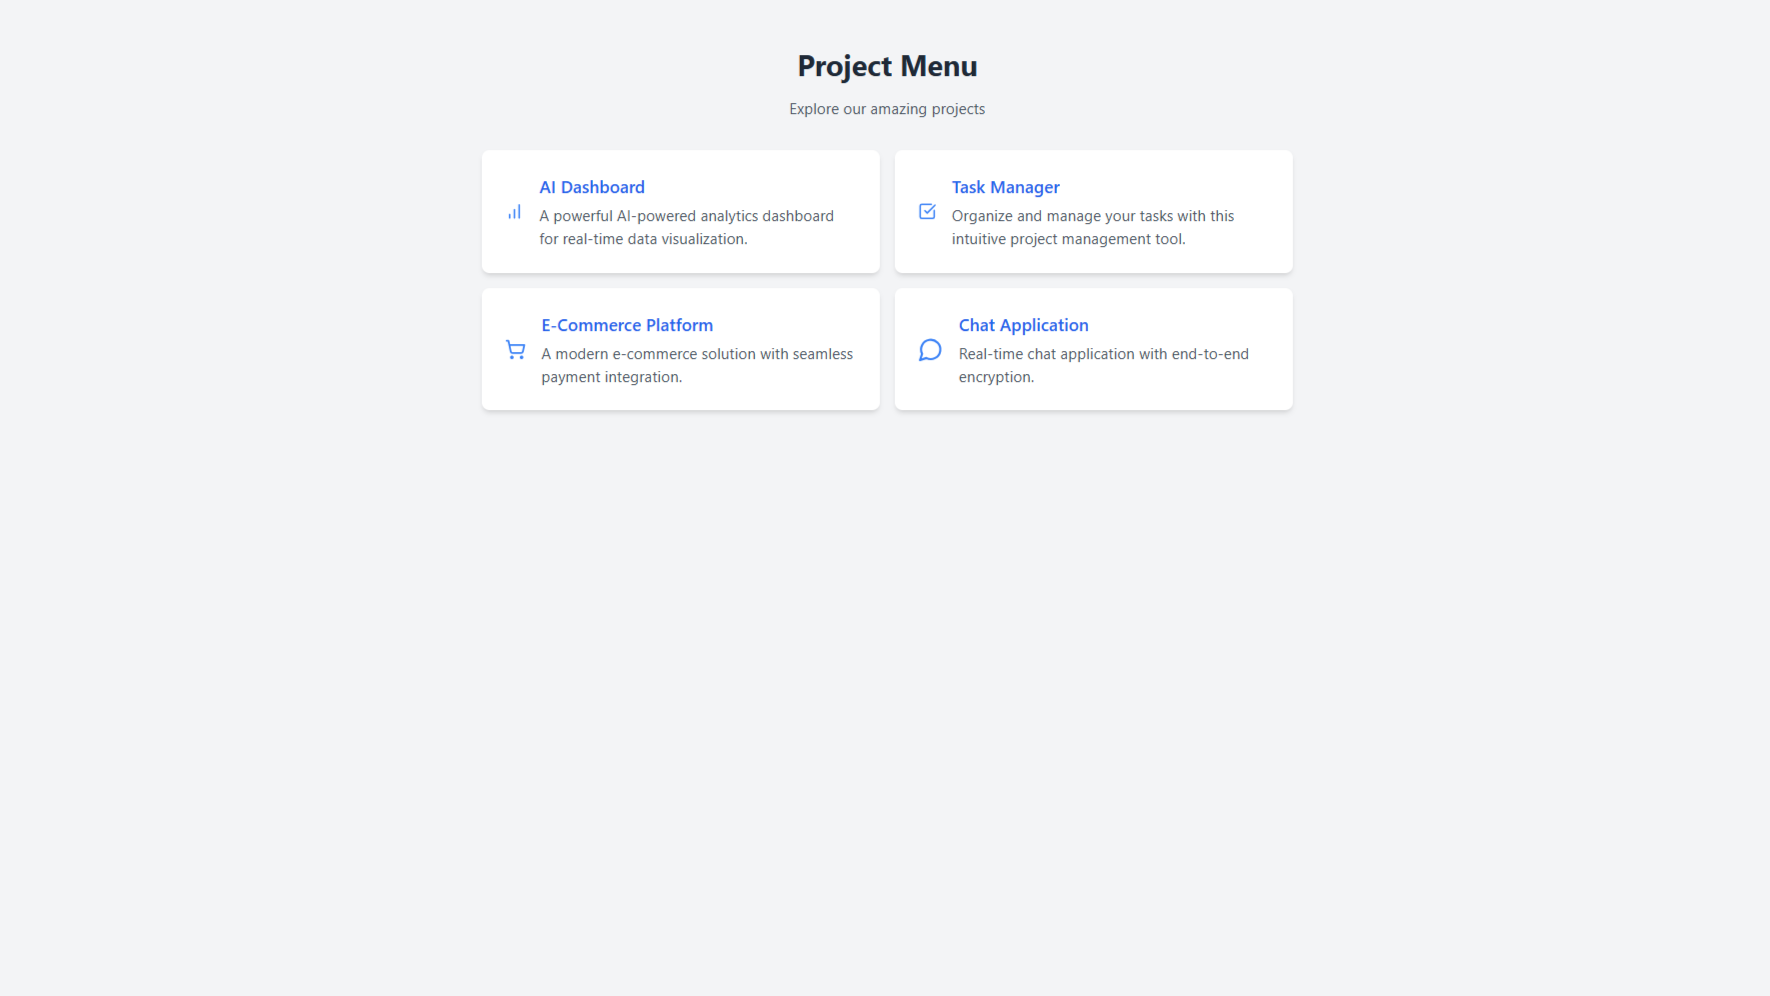 Project Menu
Explore our amazing projects
AI Dashboard
A powerful AI-powered analytics dashboard
for real-time data visualization.
Task Manager
Organize and manage your tasks with this
intuitive project management tool.
E-Commerce Platform
A modern e-commerce solution with seamless
payment integration.
Chat Application
Real-time chat application with end-to-end
encryption.